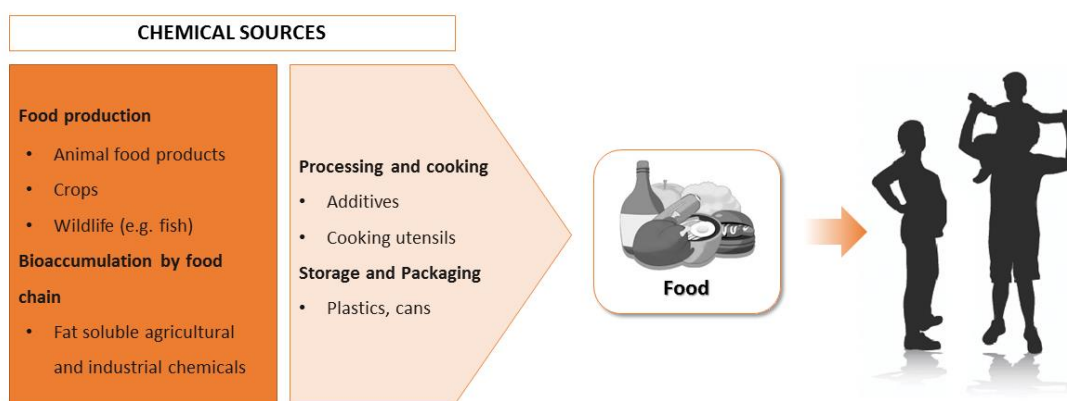 CHEMICAL SOURCES
Food production
• Animal food products
• Crops
• Wildlife (e.g. fish)
Bioaccumulation by food
chain
• Fat soluble agricultural
and industrial chemicals
Processing and cooking
• Additives
• Cooking utensils
Storage and Packaging
• Plastics, cans
Food